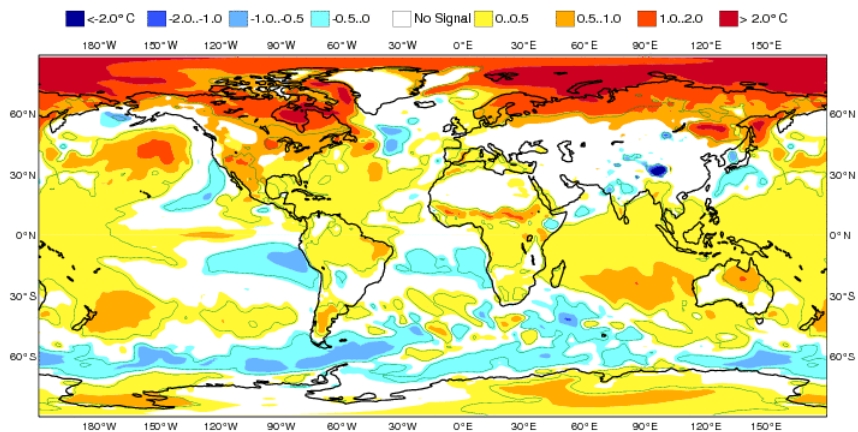 <-2.0°C -2.0..-1.0 -1.0..-0.5 -0.5..0 No Signal 0..0.5 0.5..1.0 1.0..2.0 > 2.0°C
180°W 150°W 120°W 90°W 60°W 30°W 0°E 30°E 60°E 90°E 120°E 150°E
60°N 60°N
30°N 30°N
0°N 0°N
30°S 30°S
60°S 60°S
180°W 150°W 120°W 90°W 60°W 30°W 0°E 30°E 60°E 90°E 120°E 150°E